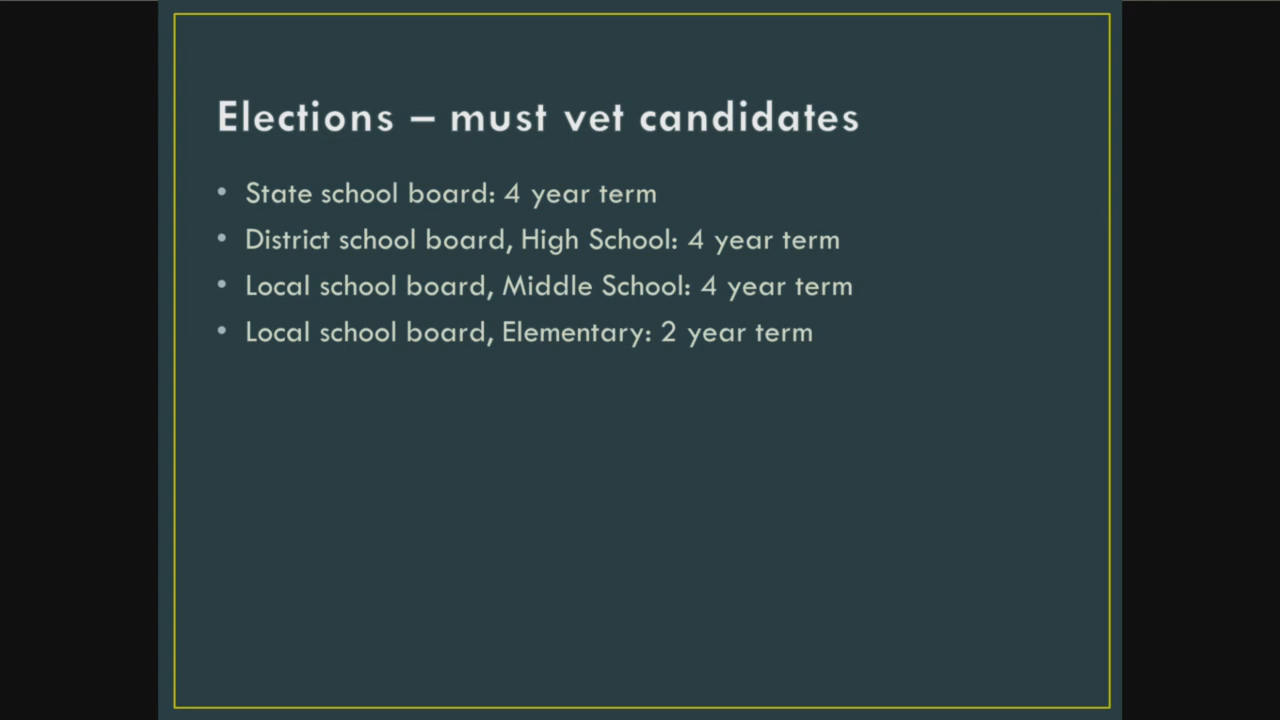 Elections – must vet candidates
• State school board: 4 year term
• District school board, High School: 4 year term
• Local school board, Middle School: 4 year term
• Local school board, Elementary: 2 year term